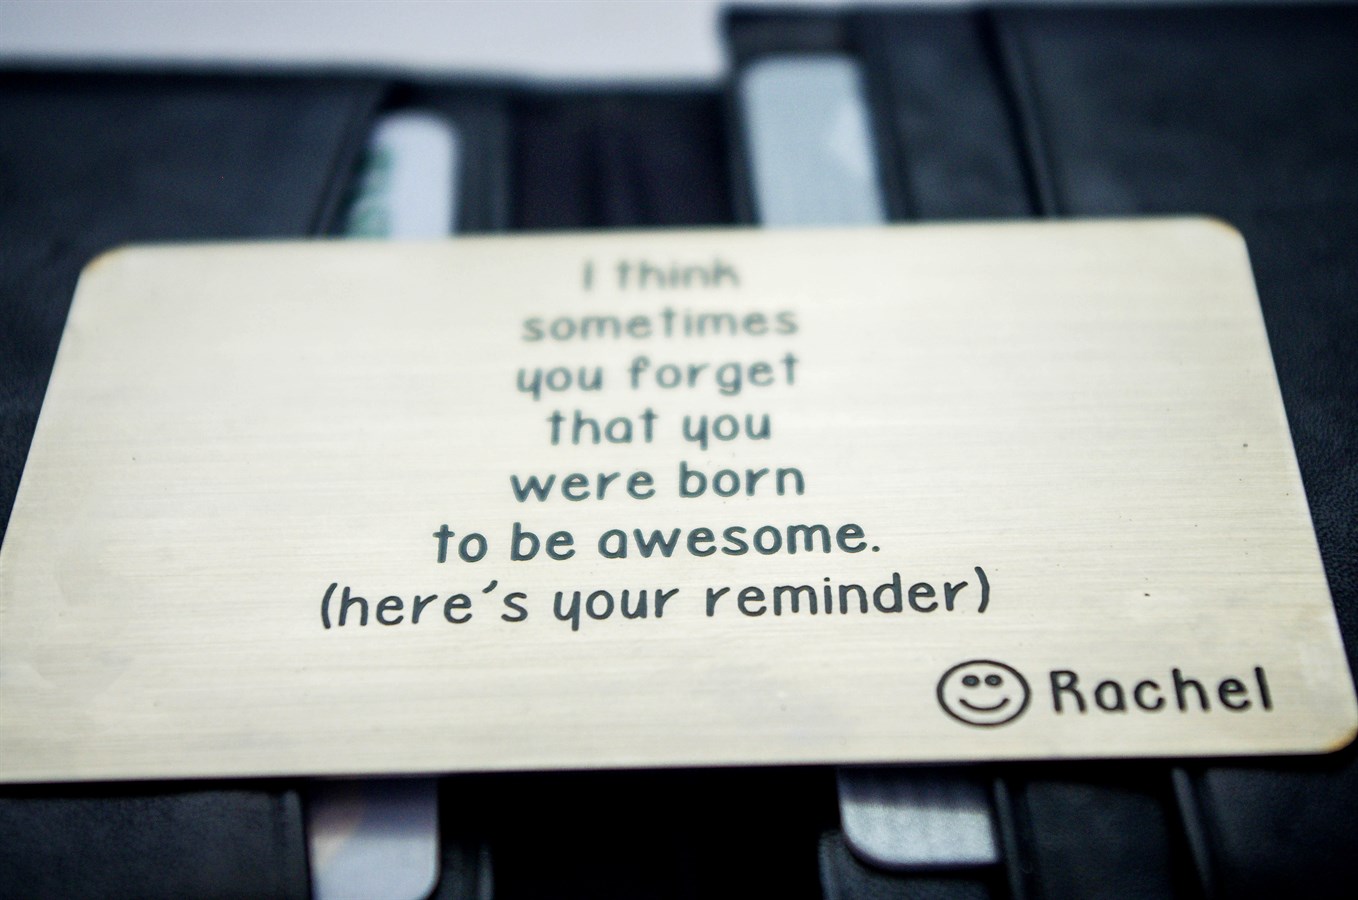 I think
sometimes
you forget
that you
were born
to be awesome.
(here's your reminder)
Rachel